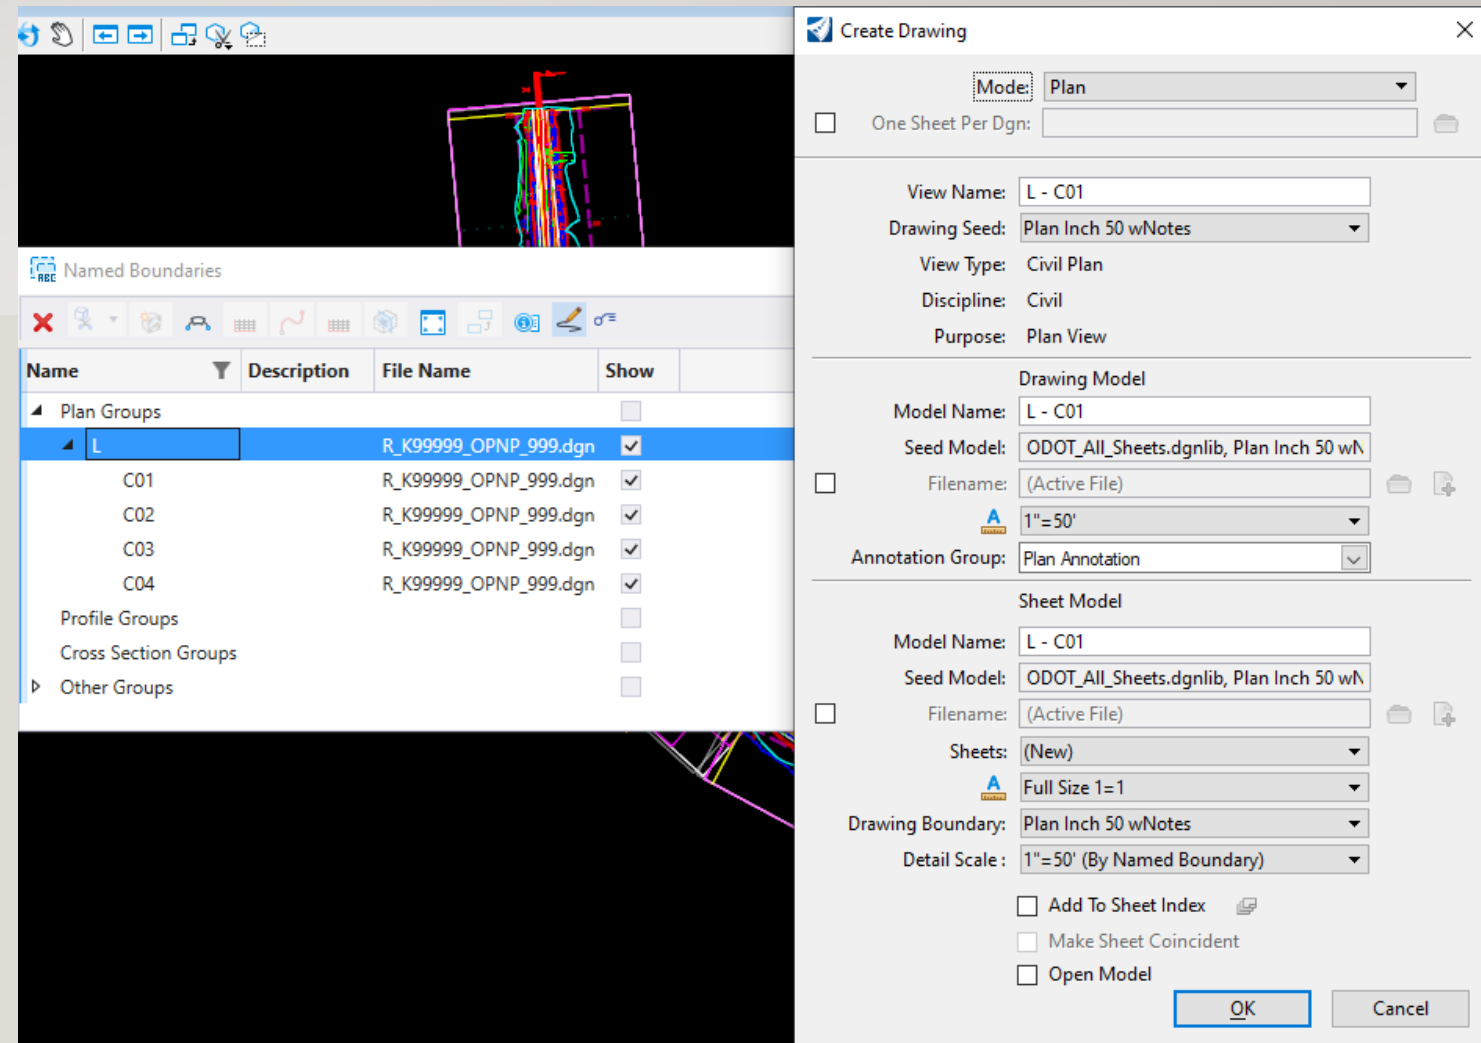 Create Drawing
Mode: Plan
One Sheet Per Dgn:
View Name: L - C01
Drawing Seed: Plan Inch 50 wNotes
View Type: Civil Plan
Discipline: Civil
Purpose: Plan View
Drawing Model
Model Name: L - C01
Seed Model: ODOT_All_Sheets.dgnlib, Plan Inch 50 wN
Filename: (Active File)
A 1"=50'
Annotation Group: Plan Annotation
Sheet Model
Model Name: L - C01
Seed Model: ODOT_All_Sheets.dgnlib, Plan Inch 50 wN
Filename: (Active File)
Sheets: (New)
A Full Size 1=1
Drawing Boundary: Plan Inch 50 wNotes
Detail Scale : 1"=50' (By Named Boundary)
Add To Sheet Index
Make Sheet Coincident
Open Model
OK Cancel
ABC Named Boundaries
Name Description File Name Show
Plan Groups
L R_K99999_OPNP_999.dgn
C01 R_K99999_OPNP_999.dgn
C02 R_K99999_OPNP_999.dgn
C03 R_K99999_OPNP_999.dgn
C04 R_K99999_OPNP_999.dgn
Profile Groups
Cross Section Groups
Other Groups